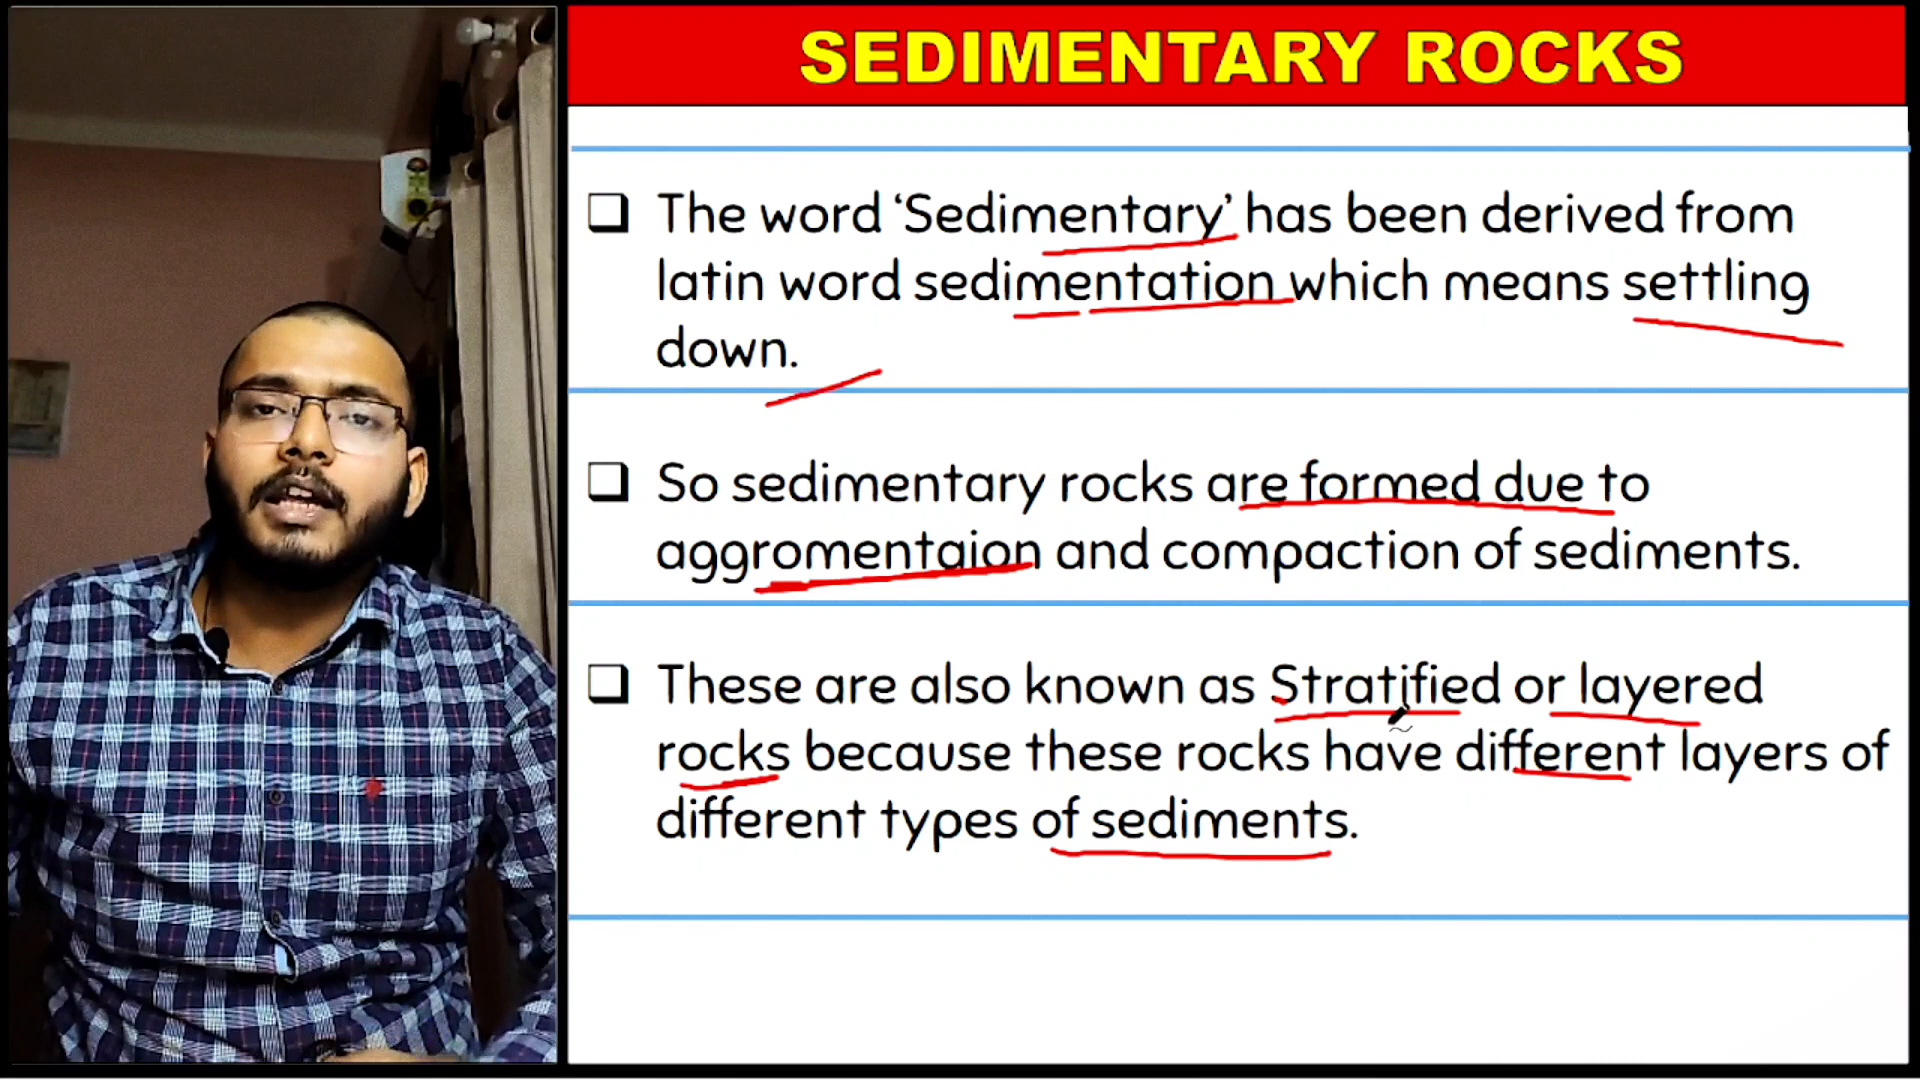 SEDIMENTARY ROCKS
The word ‘Sedimentary’ has been derived from
latin word sedimentation which means settling
down.
So sedimentary rocks are formed due to
aggromentaion and compaction of sediments.
These are also known as Stratified or layered
rocks because these rocks have different layers of
different types of sediments.